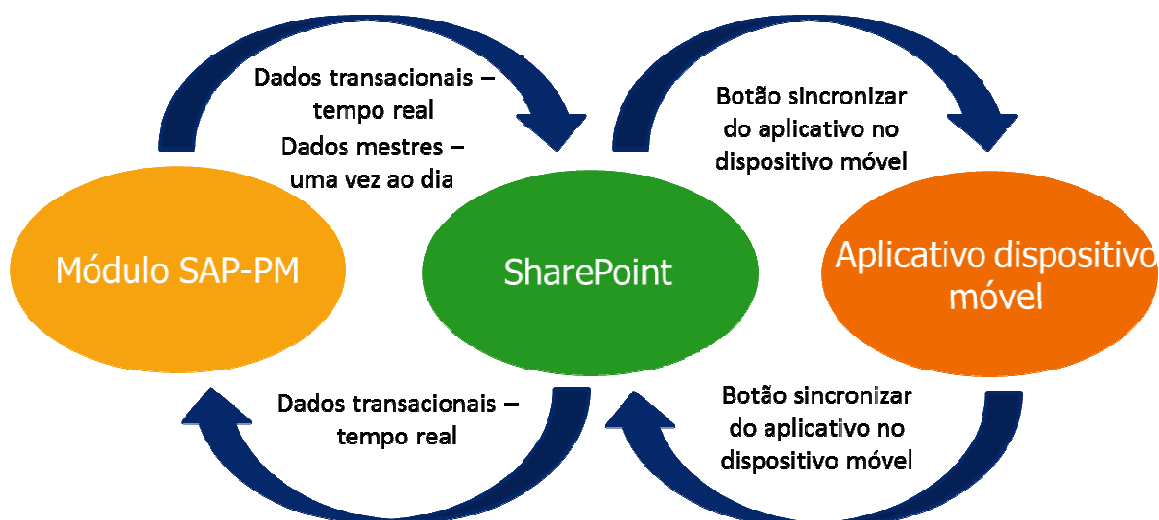 Dados transacionais –
tempo real
Dados mestres –
uma vez ao dia
Botão sincronizar
do aplicativo no
dispositivo móvel
Módulo SAP-PM
SharePoint
Aplicativo dispositivo
móvel
Dados transacionais –
tempo real
Botão sincronizar
do aplicativo no
dispositivo móvel